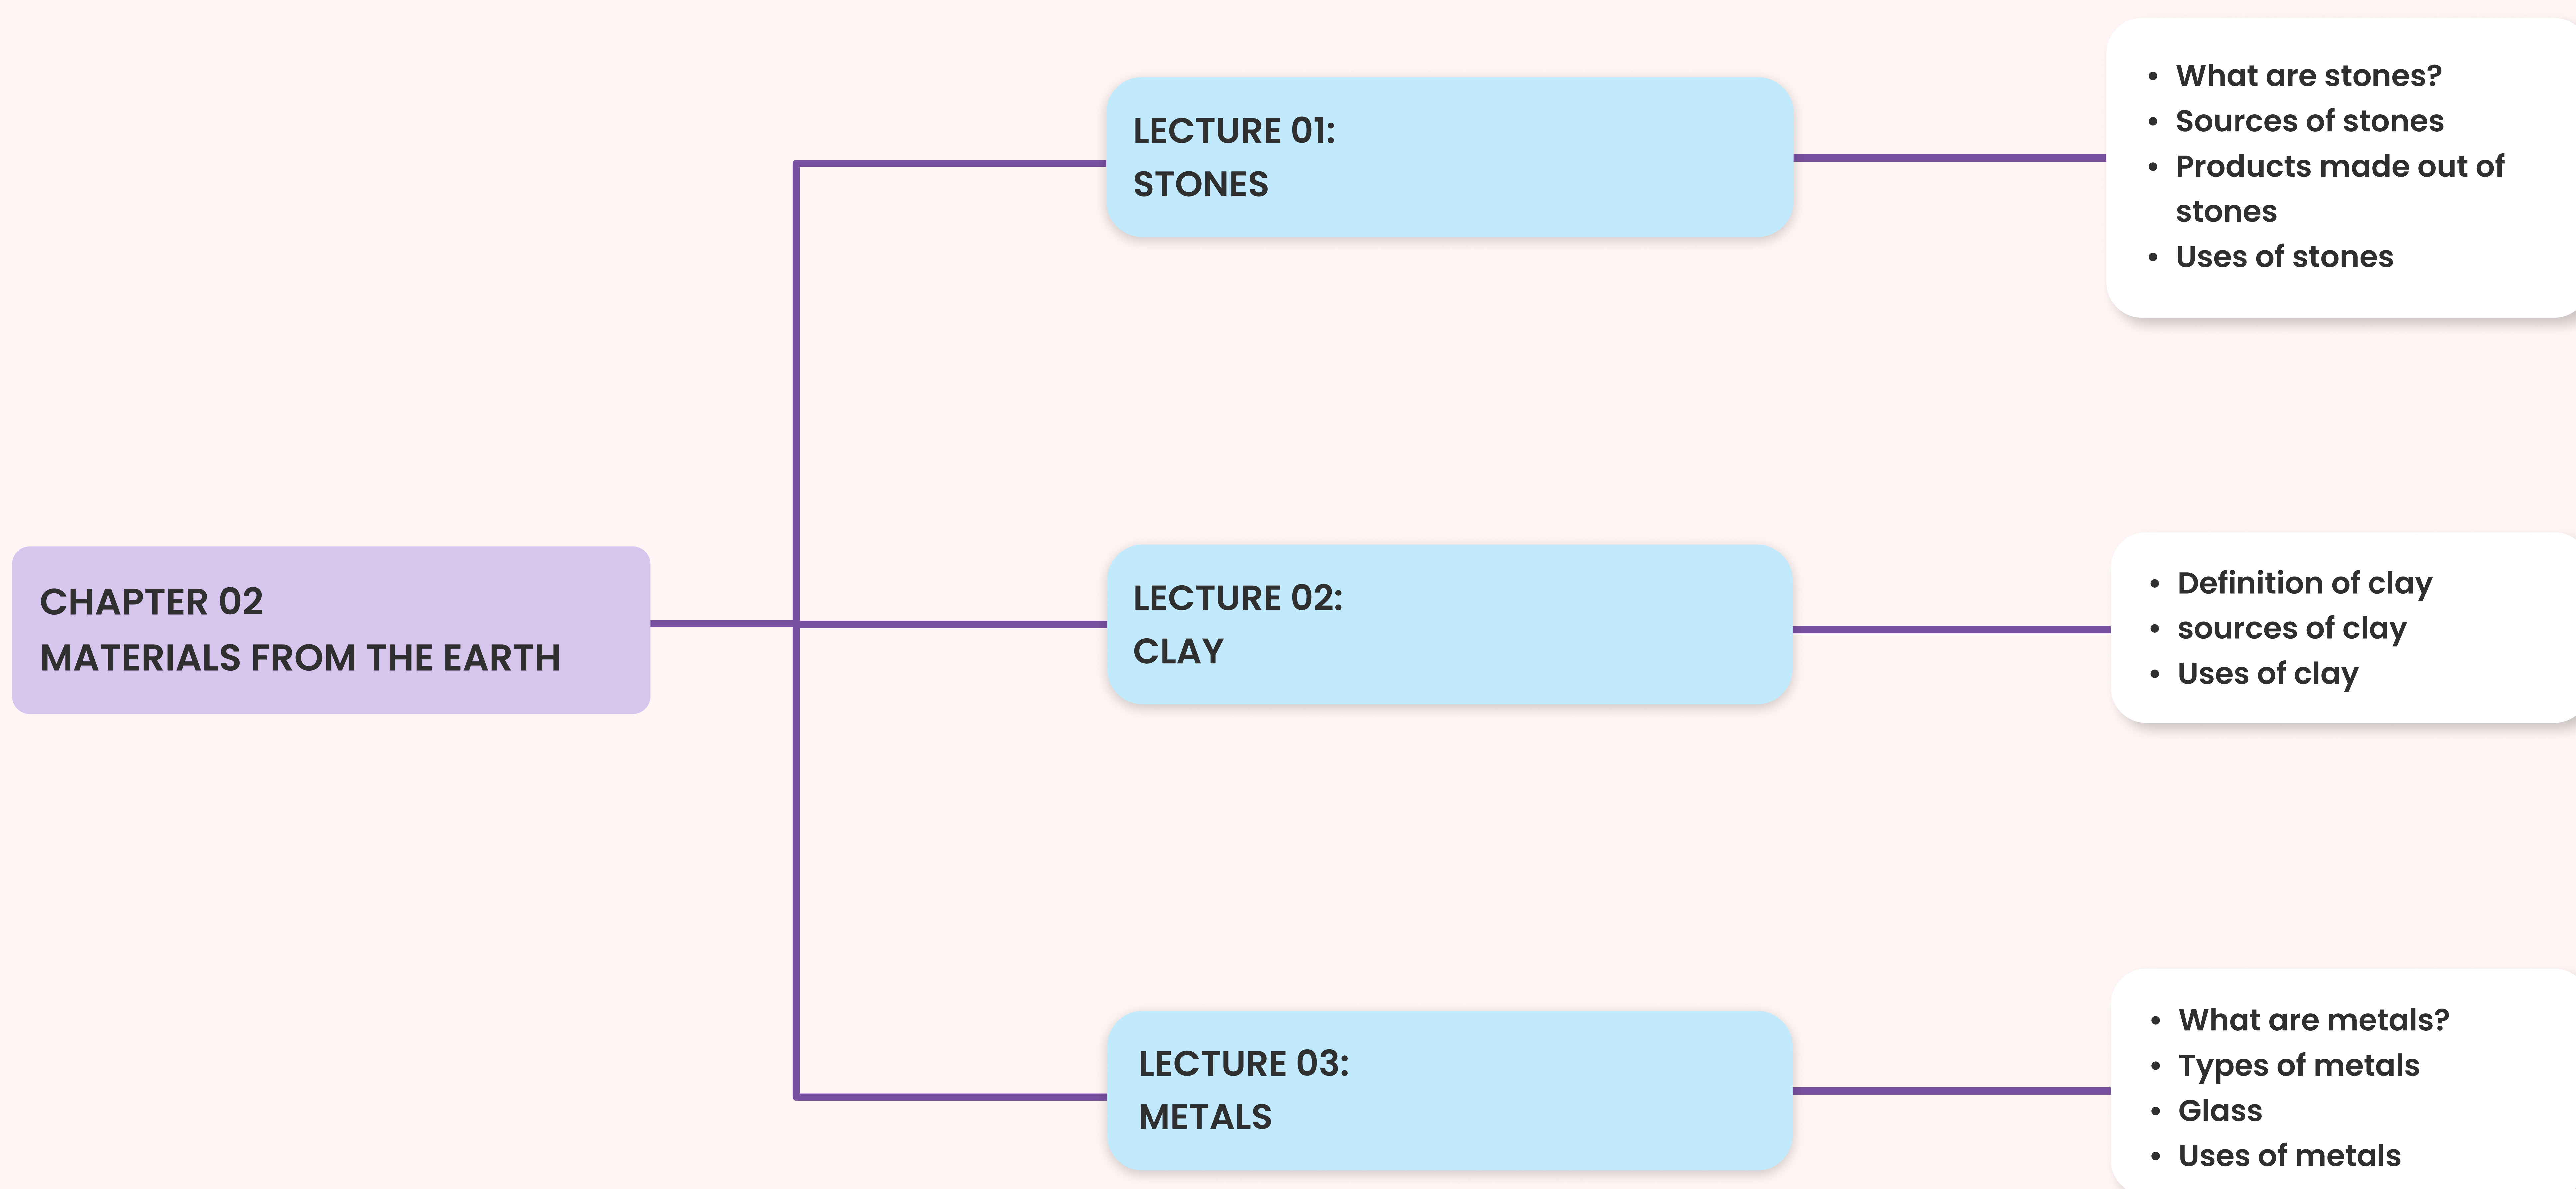 CHAPTER 02
MATERIALS FROM THE EARTH
LECTURE 01:
STONES
• What are stones?
• Sources of stones
• Products made out of
stones
• Uses of stones
LECTURE 02:
CLAY
• Definition of clay
• sources of clay
• Uses of clay
LECTURE 03:
METALS
• What are metals?
• Types of metals
• Glass
• Uses of metals